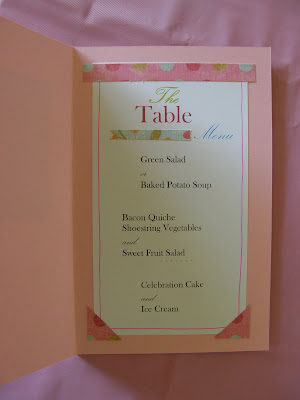 The
Table
Menu
Green Salad
or
Baked Potato Soup
Bacon Quiche
Shoestring Vegetables
and
Sweet Fruit Salad
Celebration Cake
and
Ice Cream